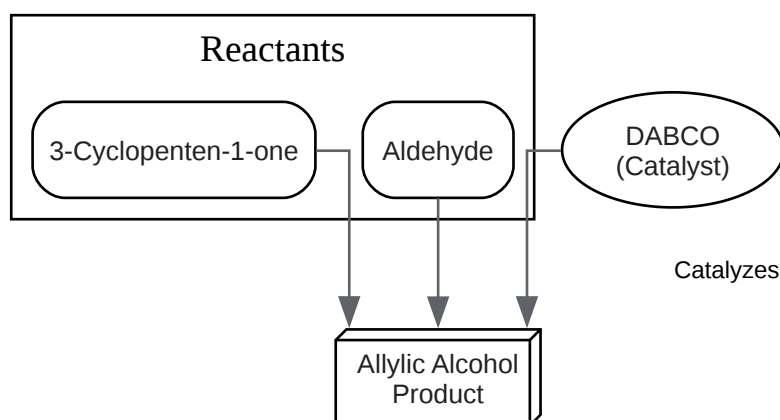 Reactants
3-Cyclopenten-1-one
Aldehyde
DABCO
(Catalyst)
Catalyzes
Allylic Alcohol
Product